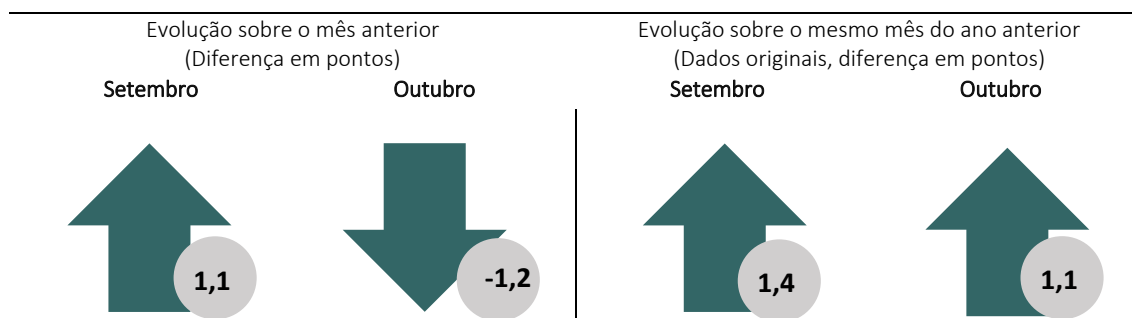 Evolução sobre o mês anterior
(Diferença em pontos)
Setembro
Outubro
1,1
-1,2
Evolução sobre o mesmo mês do ano anterior
(Dados originais, diferença em pontos)
Setembro
Outubro
1,4
1,1